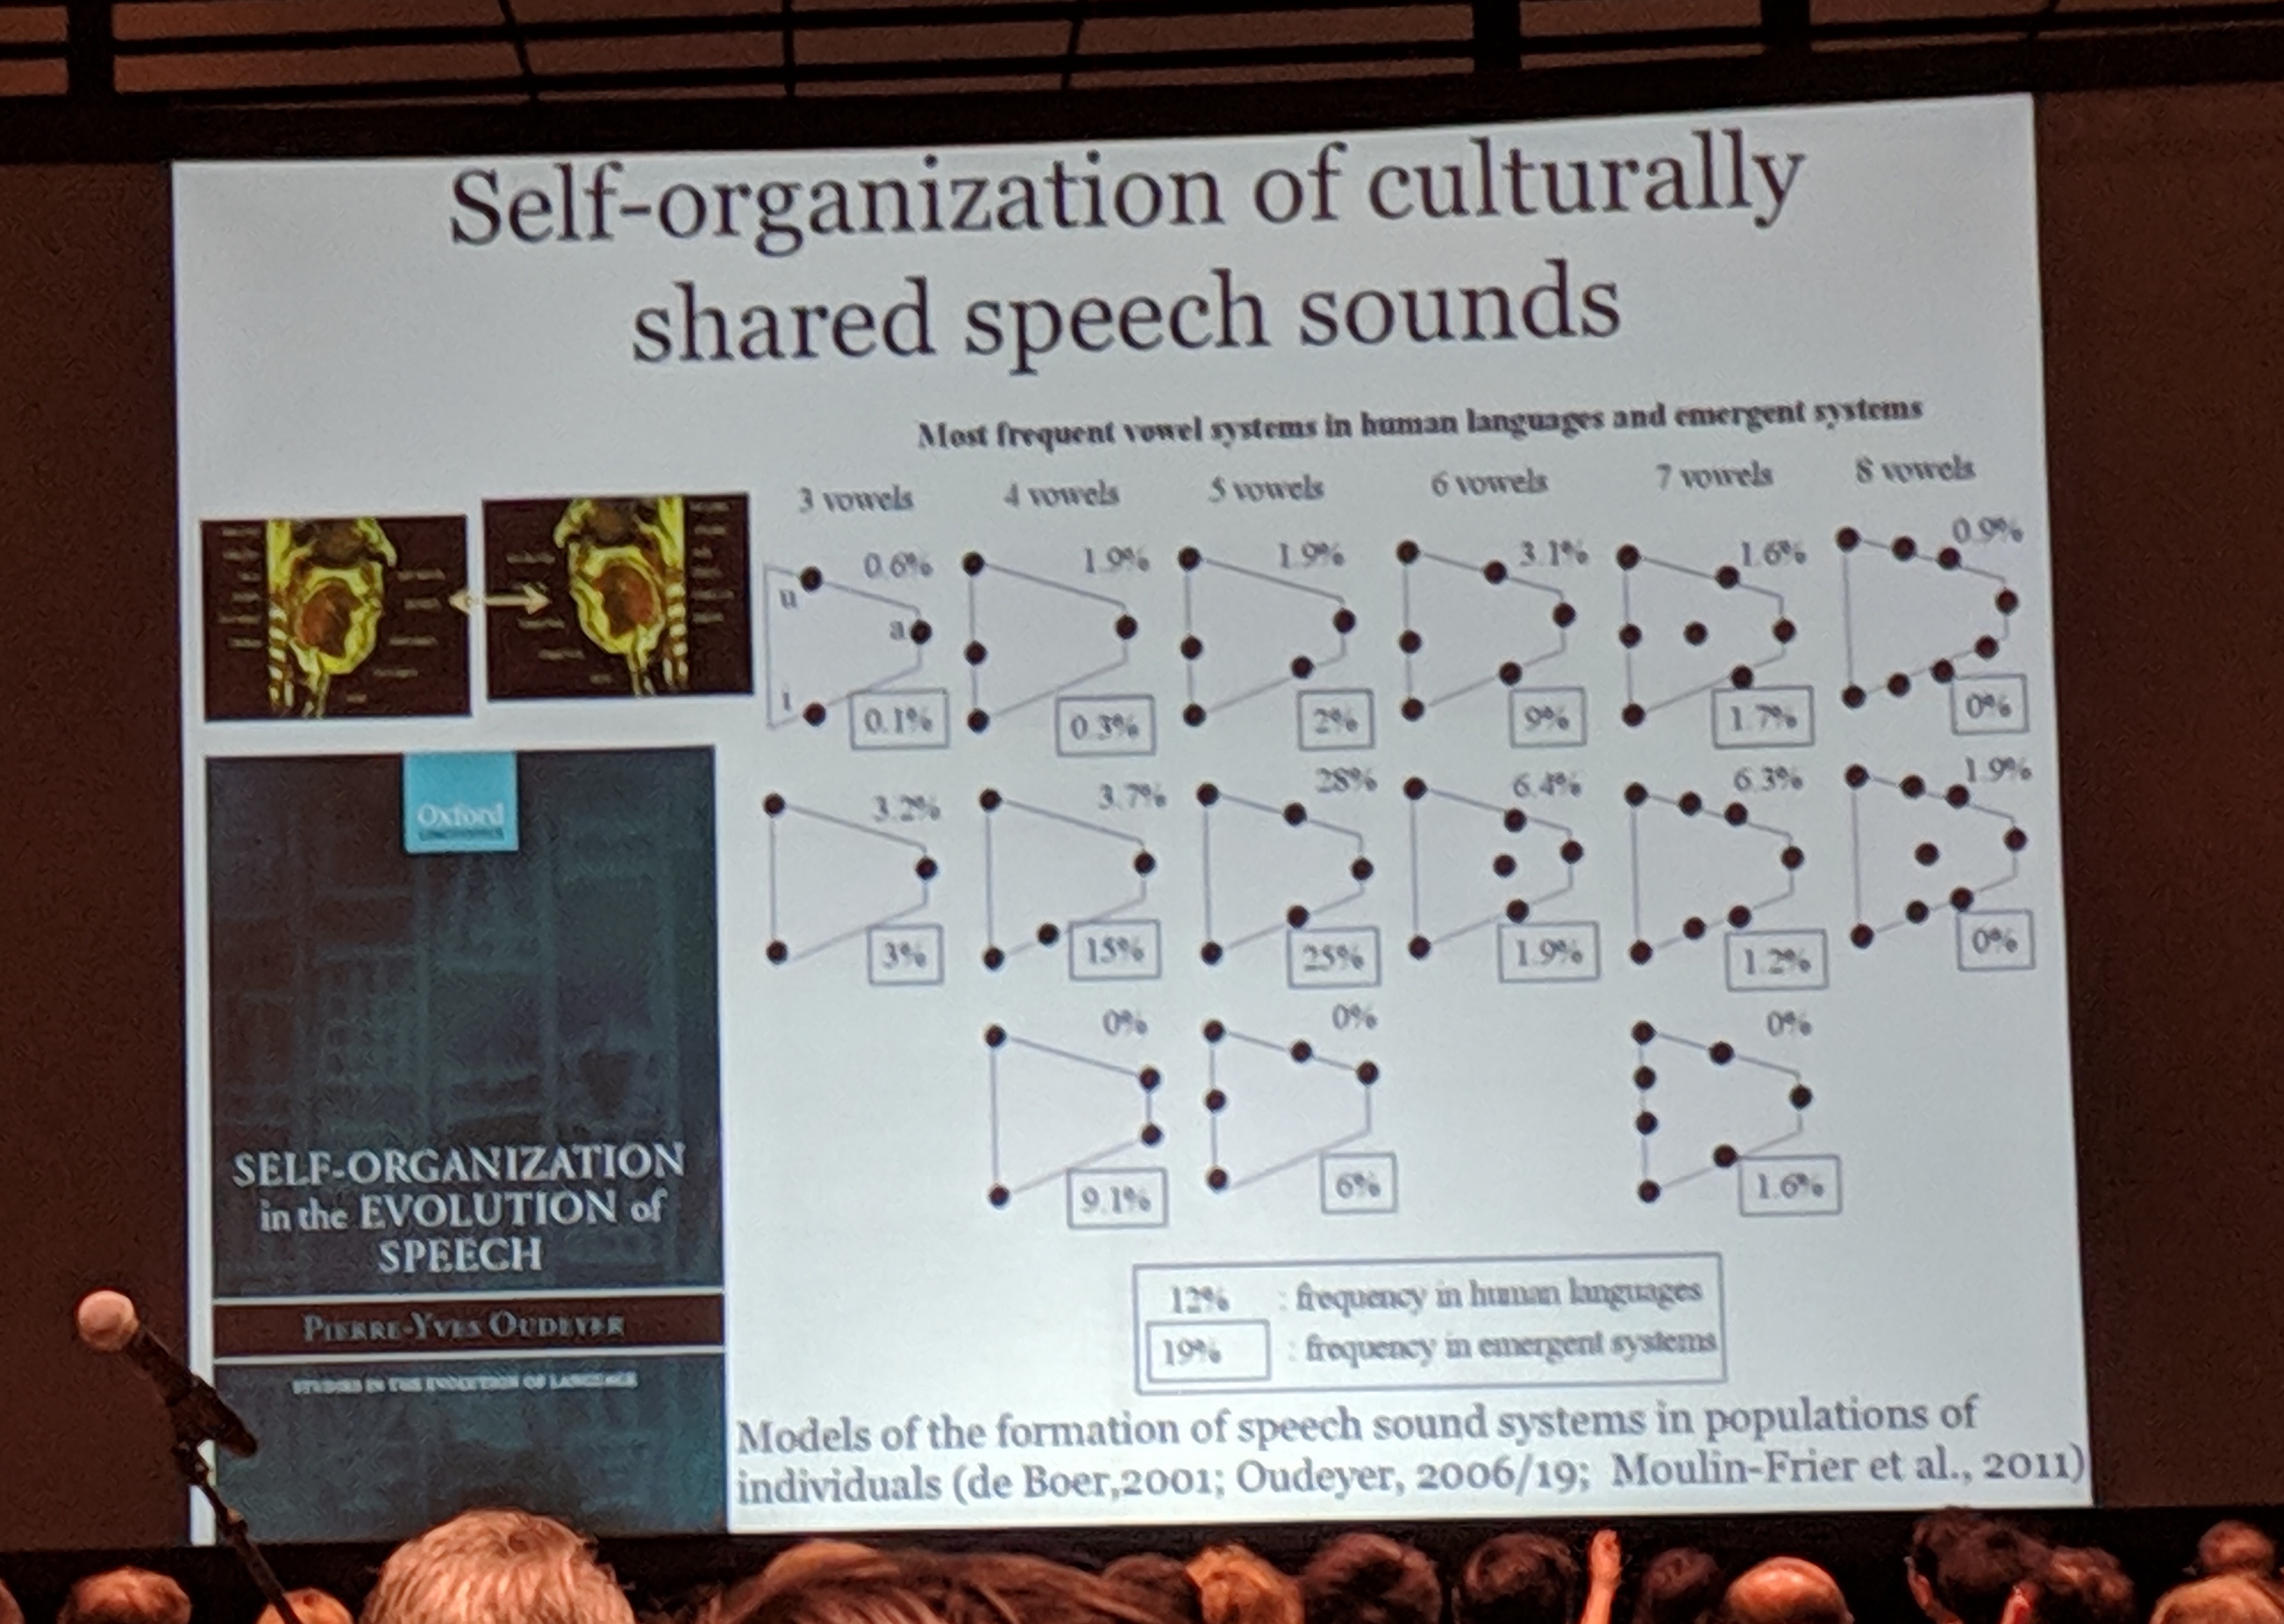 Self-organization of culturally
shared speech sounds
Most frequent vowel systems in human languages and emergent systems
3 vowels 4 vowels 5 vowels 6 vowels 7 vowels 8 vowels
0.6% 1.9% 1.9% 3.1% 1.6% 0.9%
u
a
i
0.1% 0.3% 2% 9% 1.7% 0%
3.2% 3.7% 28% 6.4% 6.3% 1.9%
3% 15% 25% 1.9% 1.2% 0%
0% 0% 0%
9.1% 6% 1.6%
12% : frequency in human languages
19% : frequency in emergent systems
Oxford
SELF-ORGANIZATION
in the EVOLUTION of
SPEECH
PIERRE-YVES OUDEYER
STUDIES IN THE EVOLUTION OF LANGUAGE
Models of the formation of speech sound systems in populations of
individuals (de Boer,2001; Oudeyer, 2006/19; Moulin-Frier et al., 2011)